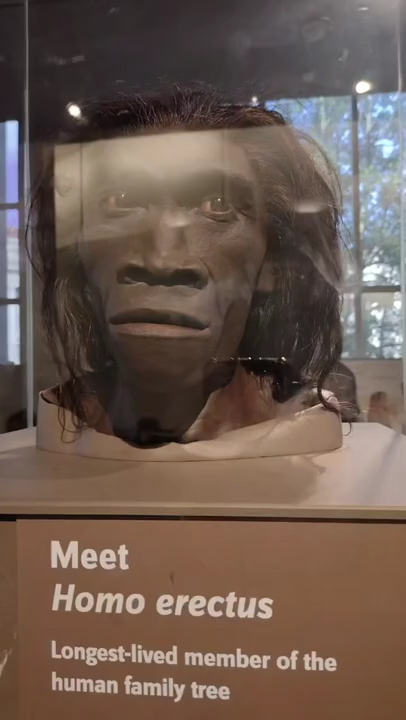 Meet
Homo erectus
Longest-lived member of the
human family tree